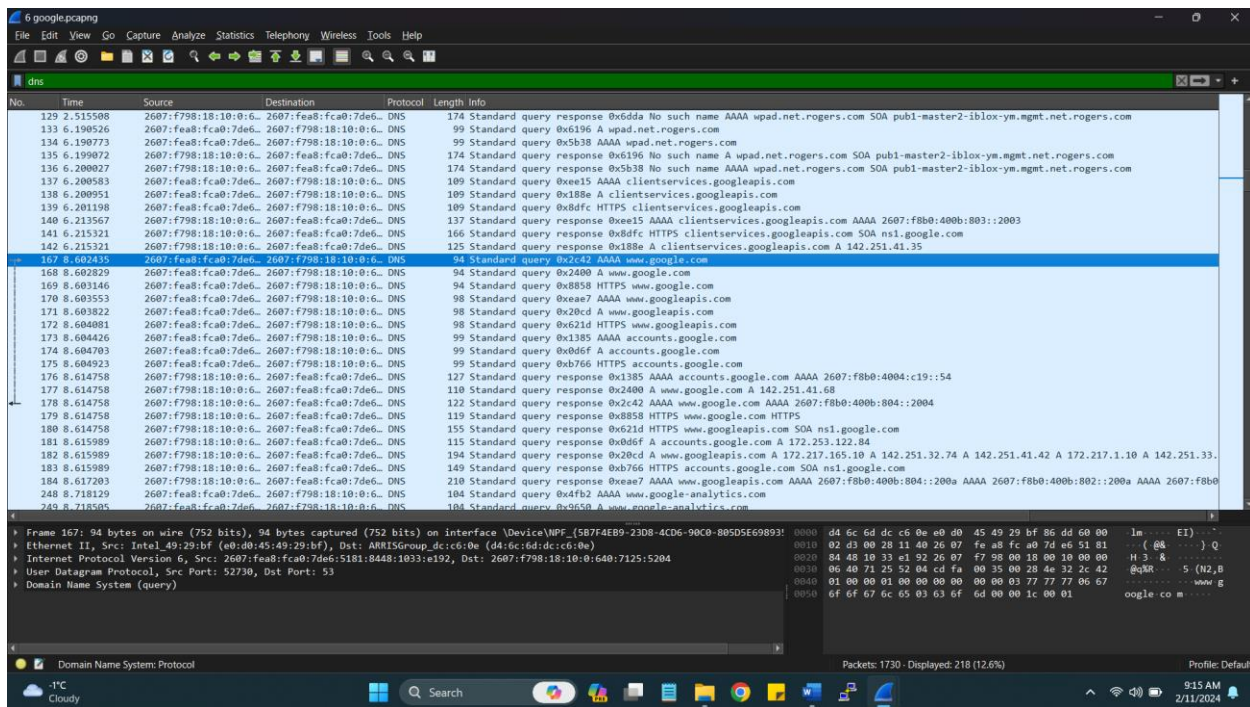 6 google.pcapng
File Edit View Go Capture Analyze Statistics Telephony Wireless Tools Help
dns
No. Time Source Destination Protocol Length Info
129 2.515508 2607:f798:18:10:0:6… 2607:fea8:fca0:7de6… DNS 174 Standard query response 0x6dda No such name AAAA wpad.net.rogers.com SOA pub1-master2-iblox-ym.mgmt.net.rogers.com
133 6.190526 2607:fea8:fca0:7de6… 2607:f798:18:10:0:6… DNS 99 Standard query 0x6196 A wpad.net.rogers.com
134 6.190773 2607:fea8:fca0:7de6… 2607:f798:18:10:0:6… DNS 99 Standard query 0x5b38 AAAA wpad.net.rogers.com
135 6.199072 2607:f798:18:10:0:6… 2607:fea8:fca0:7de6… DNS 174 Standard query response 0x6196 No such name A wpad.net.rogers.com SOA pub1-master2-iblox-ym.mgmt.net.rogers.com
136 6.200027 2607:f798:18:10:0:6… 2607:fea8:fca0:7de6… DNS 174 Standard query response 0x5b38 No such name AAAA wpad.net.rogers.com SOA pub1-master2-iblox-ym.mgmt.net.rogers.com
137 6.200583 2607:fea8:fca0:7de6… 2607:f798:18:10:0:6… DNS 109 Standard query 0xee15 AAAA clientservices.googleapis.com
138 6.200951 2607:fea8:fca0:7de6… 2607:f798:18:10:0:6… DNS 109 Standard query 0x188e A clientservices.googleapis.com
139 6.201198 2607:fea8:fca0:7de6… 2607:f798:18:10:0:6… DNS 109 Standard query 0x8dfc HTTPS clientservices.googleapis.com
140 6.213567 2607:f798:18:10:0:6… 2607:fea8:fca0:7de6… DNS 137 Standard query response 0xee15 AAAA clientservices.googleapis.com AAAA 2607:f8b0:400b:803::2003
141 6.215321 2607:f798:18:10:0:6… 2607:fea8:fca0:7de6… DNS 166 Standard query response 0x8dfc HTTPS clientservices.googleapis.com SOA ns1.google.com
142 6.215321 2607:f798:18:10:0:6… 2607:fea8:fca0:7de6… DNS 125 Standard query response 0x188e A clientservices.googleapis.com A 142.251.41.35
167 8.602435 2607:fea8:fca0:7de6… 2607:f798:18:10:0:6… DNS 94 Standard query 0x2c42 AAAA www.google.com
168 8.602829 2607:fea8:fca0:7de6… 2607:f798:18:10:0:6… DNS 94 Standard query 0x2400 A www.google.com
169 8.603146 2607:fea8:fca0:7de6… 2607:f798:18:10:0:6… DNS 94 Standard query 0x8858 HTTPS www.google.com
170 8.603553 2607:fea8:fca0:7de6… 2607:f798:18:10:0:6… DNS 98 Standard query 0xeae7 AAAA www.googleapis.com
171 8.603822 2607:fea8:fca0:7de6… 2607:f798:18:10:0:6… DNS 98 Standard query 0x20cd A www.googleapis.com
172 8.604081 2607:fea8:fca0:7de6… 2607:f798:18:10:0:6… DNS 98 Standard query 0x621d HTTPS www.googleapis.com
173 8.604426 2607:fea8:fca0:7de6… 2607:f798:18:10:0:6… DNS 99 Standard query 0x1385 AAAA accounts.google.com
174 8.604703 2607:fea8:fca0:7de6… 2607:f798:18:10:0:6… DNS 99 Standard query 0x0d6f A accounts.google.com
175 8.604923 2607:fea8:fca0:7de6… 2607:f798:18:10:0:6… DNS 99 Standard query 0xb766 HTTPS accounts.google.com
176 8.614758 2607:f798:18:10:0:6… 2607:fea8:fca0:7de6… DNS 127 Standard query response 0x1385 AAAA accounts.google.com AAAA 2607:f8b0:4004:c19::54
177 8.614758 2607:f798:18:10:0:6… 2607:fea8:fca0:7de6… DNS 110 Standard query response 0x2400 A www.google.com A 142.251.41.68
178 8.614758 2607:f798:18:10:0:6… 2607:fea8:fca0:7de6… DNS 122 Standard query response 0x2c42 AAAA www.google.com AAAA 2607:f8b0:400b:804::2004
179 8.614758 2607:f798:18:10:0:6… 2607:fea8:fca0:7de6… DNS 119 Standard query response 0x8858 HTTPS www.google.com HTTPS
180 8.614758 2607:f798:18:10:0:6… 2607:fea8:fca0:7de6… DNS 155 Standard query response 0x621d HTTPS www.googleapis.com SOA ns1.google.com
181 8.615989 2607:f798:18:10:0:6… 2607:fea8:fca0:7de6… DNS 115 Standard query response 0x0d6f A accounts.google.com A 172.253.122.84
182 8.615989 2607:f798:18:10:0:6… 2607:fea8:fca0:7de6… DNS 194 Standard query response 0x20cd A www.googleapis.com A 172.217.165.10 A 142.251.32.74 A 142.251.41.42 A 172.217.1.10 A 142.251.33.
183 8.615989 2607:f798:18:10:0:6… 2607:fea8:fca0:7de6… DNS 149 Standard query response 0xb766 HTTPS accounts.google.com SOA ns1.google.com
184 8.617203 2607:f798:18:10:0:6… 2607:fea8:fca0:7de6… DNS 210 Standard query response 0xeae7 AAAA www.googleapis.com AAAA 2607:f8b0:400b:804::200a AAAA 2607:f8b0:400b:802::200a AAAA 2607:f8b0
248 8.718129 2607:fea8:fca0:7de6… 2607:f798:18:10:0:6… DNS 104 Standard query 0x4fb2 AAAA www.google-analytics.com
249 8.718505 2607:fea8:fca0:7de6… 2607:f798:18:10:0:6… DNS 104 Standard query 0x9650 A www.google-analytics.com
Frame 167: 94 bytes on wire (752 bits), 94 bytes captured (752 bits) on interface \Device\NPF_{5B7F4EB9-23D8-4CD6-90C0-805D5E69893
Ethernet II, Src: Intel_49:29:bf (e0:d0:45:49:29:bf), Dst: ARRISGroup_dc:c6:0e (d4:6c:6d:dc:c6:0e)
Internet Protocol Version 6, Src: 2607:fea8:fca0:7de6:5181:8448:1033:e192, Dst: 2607:f798:18:10:0:640:7125:5204
User Datagram Protocol, Src Port: 52730, Dst Port: 53
Domain Name System (query)
0000 d4 6c 6d dc c6 0e e0 d0 45 49 29 bf 86 dd 60 00 ·lm····· EI)···`·
0010 02 d3 00 28 11 40 26 07 fe a8 fc a0 7d e6 51 81 ···(·@&· ····}·Q·
0020 84 48 10 33 e1 92 26 07 f7 98 00 18 00 10 00 00 ·H·3··&· ········
0030 06 40 71 25 52 04 cd fa 00 35 00 28 4e 32 2c 42 ·@q%R··· ·5·(N2,B
0040 01 00 00 01 00 00 00 00 00 00 03 77 77 77 06 67 ········ ···www·g
0050 6f 6f 67 6c 65 03 63 6f 6d 00 00 1c 00 01 oogle·co m·····
Domain Name System: Protocol
Packets: 1730 · Displayed: 218 (12.6%)
Profile: Default
-1°C
Cloudy
Search
9:15 AM
2/11/2024